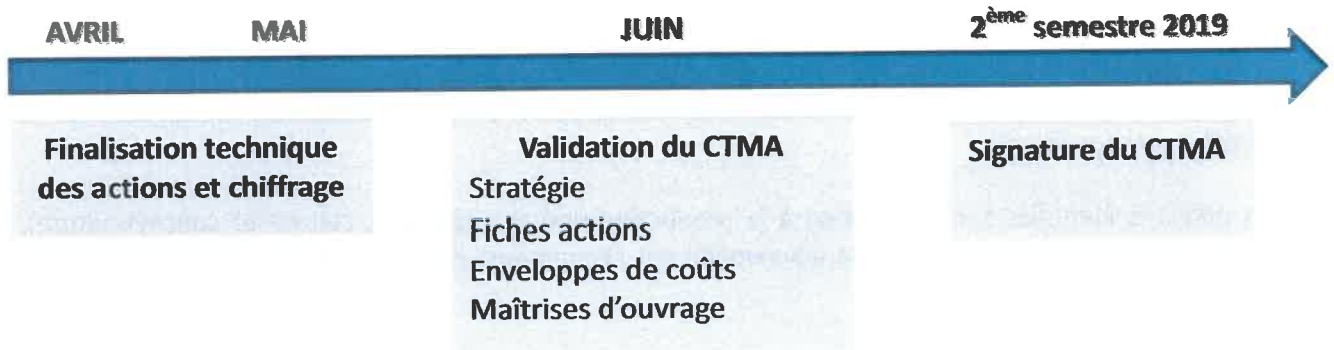 AVRIL MAI JUIN 2ème semestre 2019
Finalisation technique
des actions et chiffrage
Validation du CTMA
Stratégie
Fiches actions
Enveloppes de coûts
Maîtrises d'ouvrage
Signature du CTMA